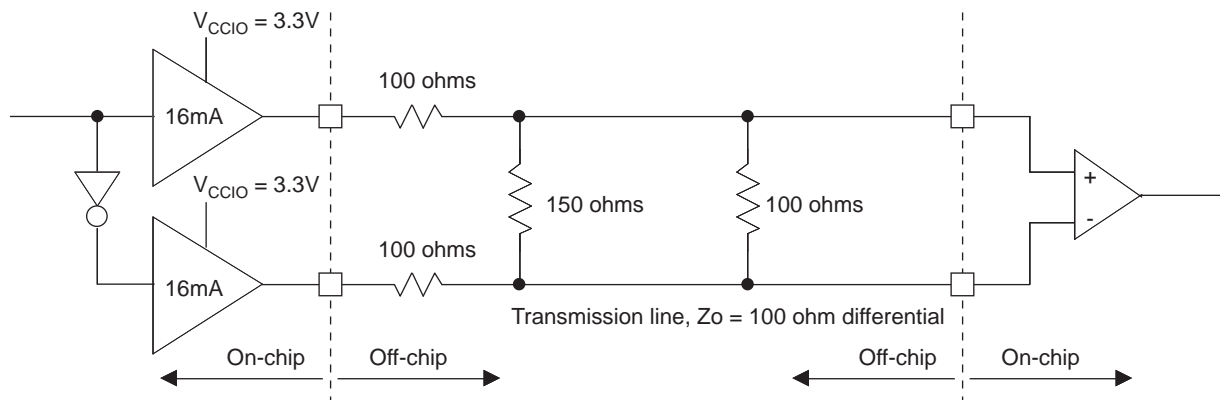 V_CCIO = 3.3V
100 ohms
16mA
+
V_CCIO = 3.3V
150 ohms
100 ohms
-
100 ohms
16mA
Transmission line, Zo = 100 ohm differential
On-chip
Off-chip
Off-chip
On-chip